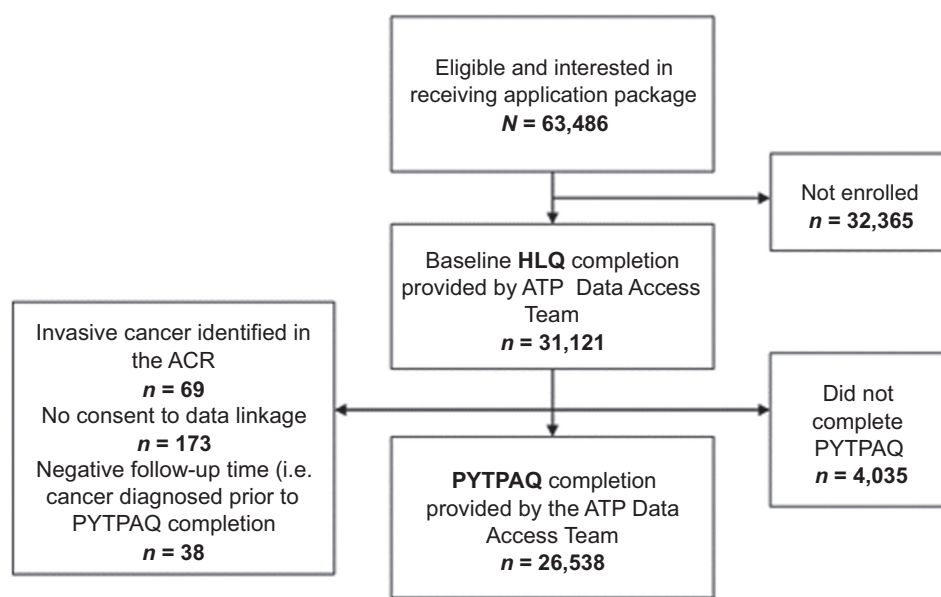 Eligible and interested in
receiving application package
N = 63,486
Not enrolled
n = 32,365
Baseline HLQ completion
provided by ATP Data Access
Team
n = 31,121
Invasive cancer identified in
the ACR
n = 69
No consent to data linkage
n = 173
Negative follow-up time (i.e.
cancer diagnosed prior to
PYTPAQ completion
n = 38
Did not
complete
PYTPAQ
n = 4,035
PYTPAQ completion
provided by the ATP Data
Access Team
n = 26,538